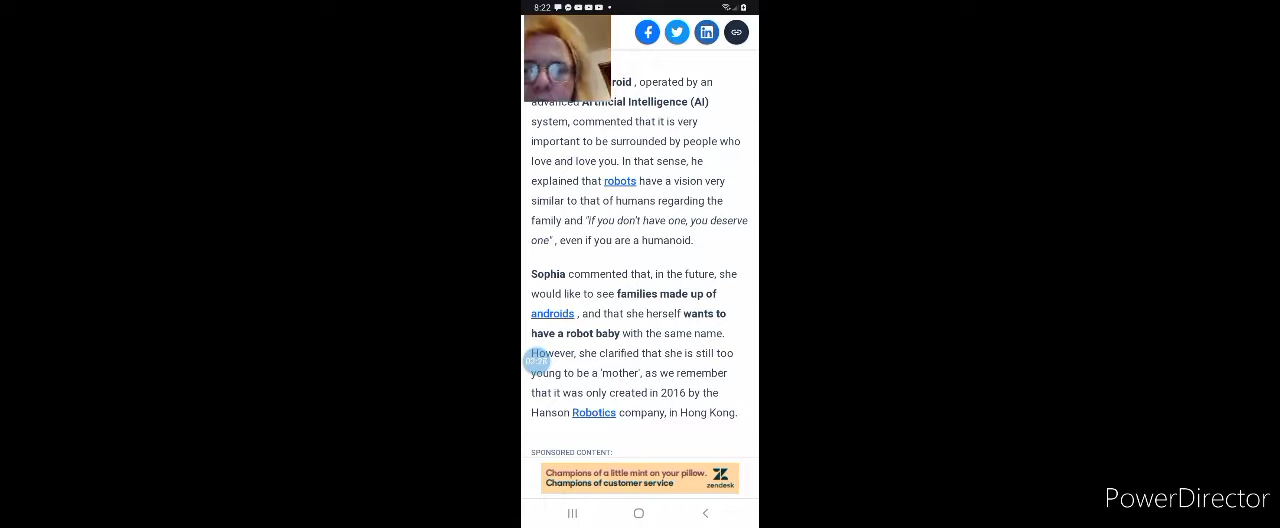 8:22
roid , operated by an
advanced Artificial Intelligence (AI)
system, commented that it is very
important to be surrounded by people who
love and love you. In that sense, he
explained that robots have a vision very
similar to that of humans regarding the
family and "if you don't have one, you deserve
one" , even if you are a humanoid.
Sophia commented that, in the future, she
would like to see families made up of
androids , and that she herself wants to
have a robot baby with the same name.
However, she clarified that she is still too
young to be a 'mother', as we remember
that it was only created in 2016 by the
Hanson Robotics company, in Hong Kong.
SPONSORED CONTENT:
Champions of a little mint on your pillow.
Champions of customer service
zendesk
PowerDirector